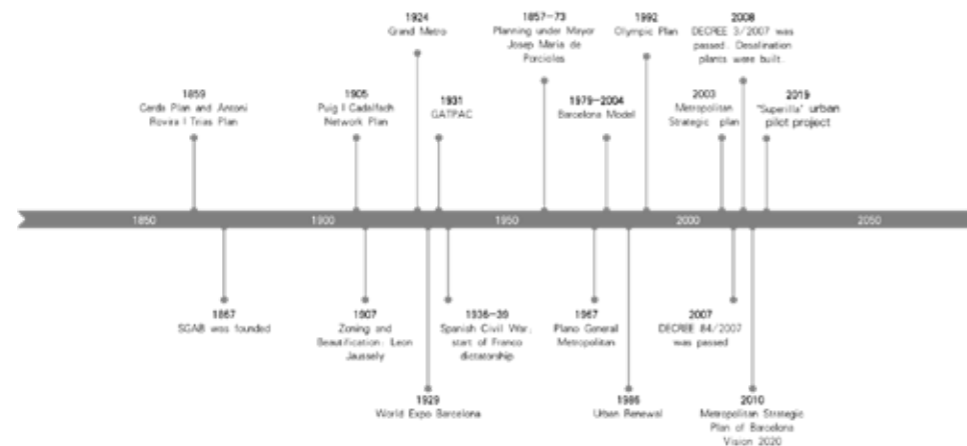 1924
Grand Metro
1857–73
Planning under Mayor
Josep Maria de
Porcioles
1992
Olympic Plan
2008
DECREE 3/2007 was
passed. Desalination
plants were built.
1859
Cerda Plan and Antoni
Rovira I Trias Plan
1905
Puig I Cadalfach
Network Plan
1931
GATPAC
1979–2004
Barcelona Model
2003
Metropolitan
Strategic plan
2019
"Superilla" urban
pilot project
1850
1900
1950
2000
2050
1867
SGAB was founded
1907
Zoning and
Beautification: Leon
Jaussely
1936–39
Spanish Civil War;
start of Franco
dictatorship
1967
Plano General
Metropolitan
2007
DECREE 84/2007
was passed
1929
World Expo Barcelona
1986
Urban Renewal
2010
Metropolitan Strategic
Plan of Barcelona
Vision 2020